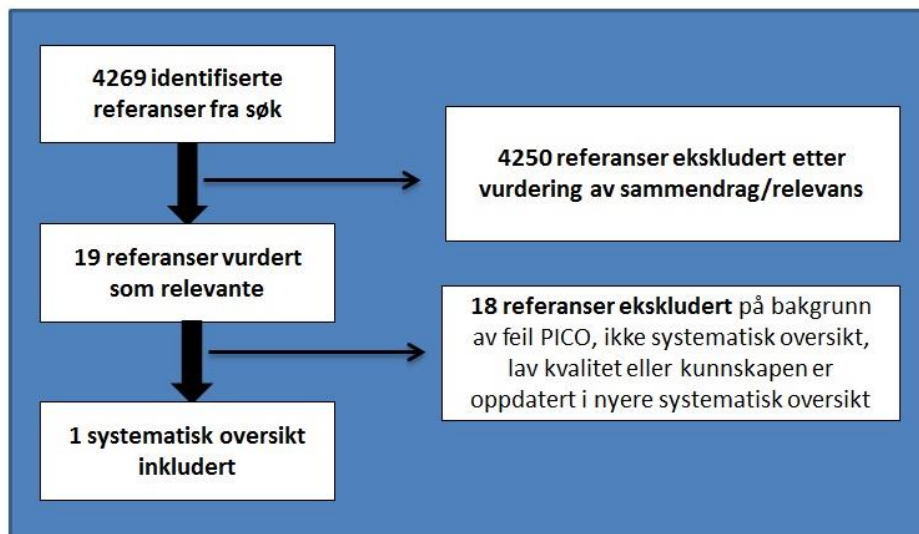 4269 identifiserte
referanser fra søk
4250 referanser ekskludert etter
vurdering av sammendrag/relevans
19 referanser vurdert
som relevante
18 referanser ekskludert på bakgrunn
av feil PICO, ikke systematisk oversikt,
lav kvalitet eller kunnskapen er
oppdatert i nyere systematisk oversikt
1 systematisk oversikt
inkludert